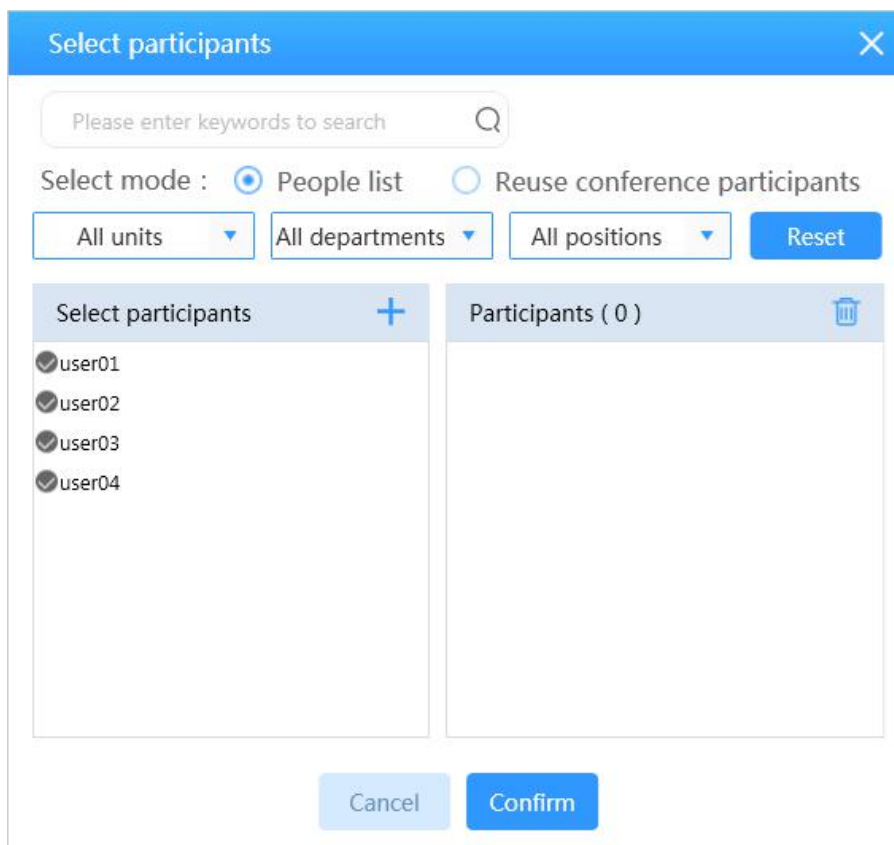 Select participants
Please enter keywords to search
Select mode : People list Reuse conference participants
All units All departments All positions Reset
Select participants Participants ( 0 )
user01
user02
user03
user04
Cancel Confirm